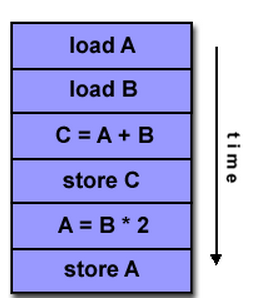 load A
load B
C = A + B
store C
A = B * 2
store A
time